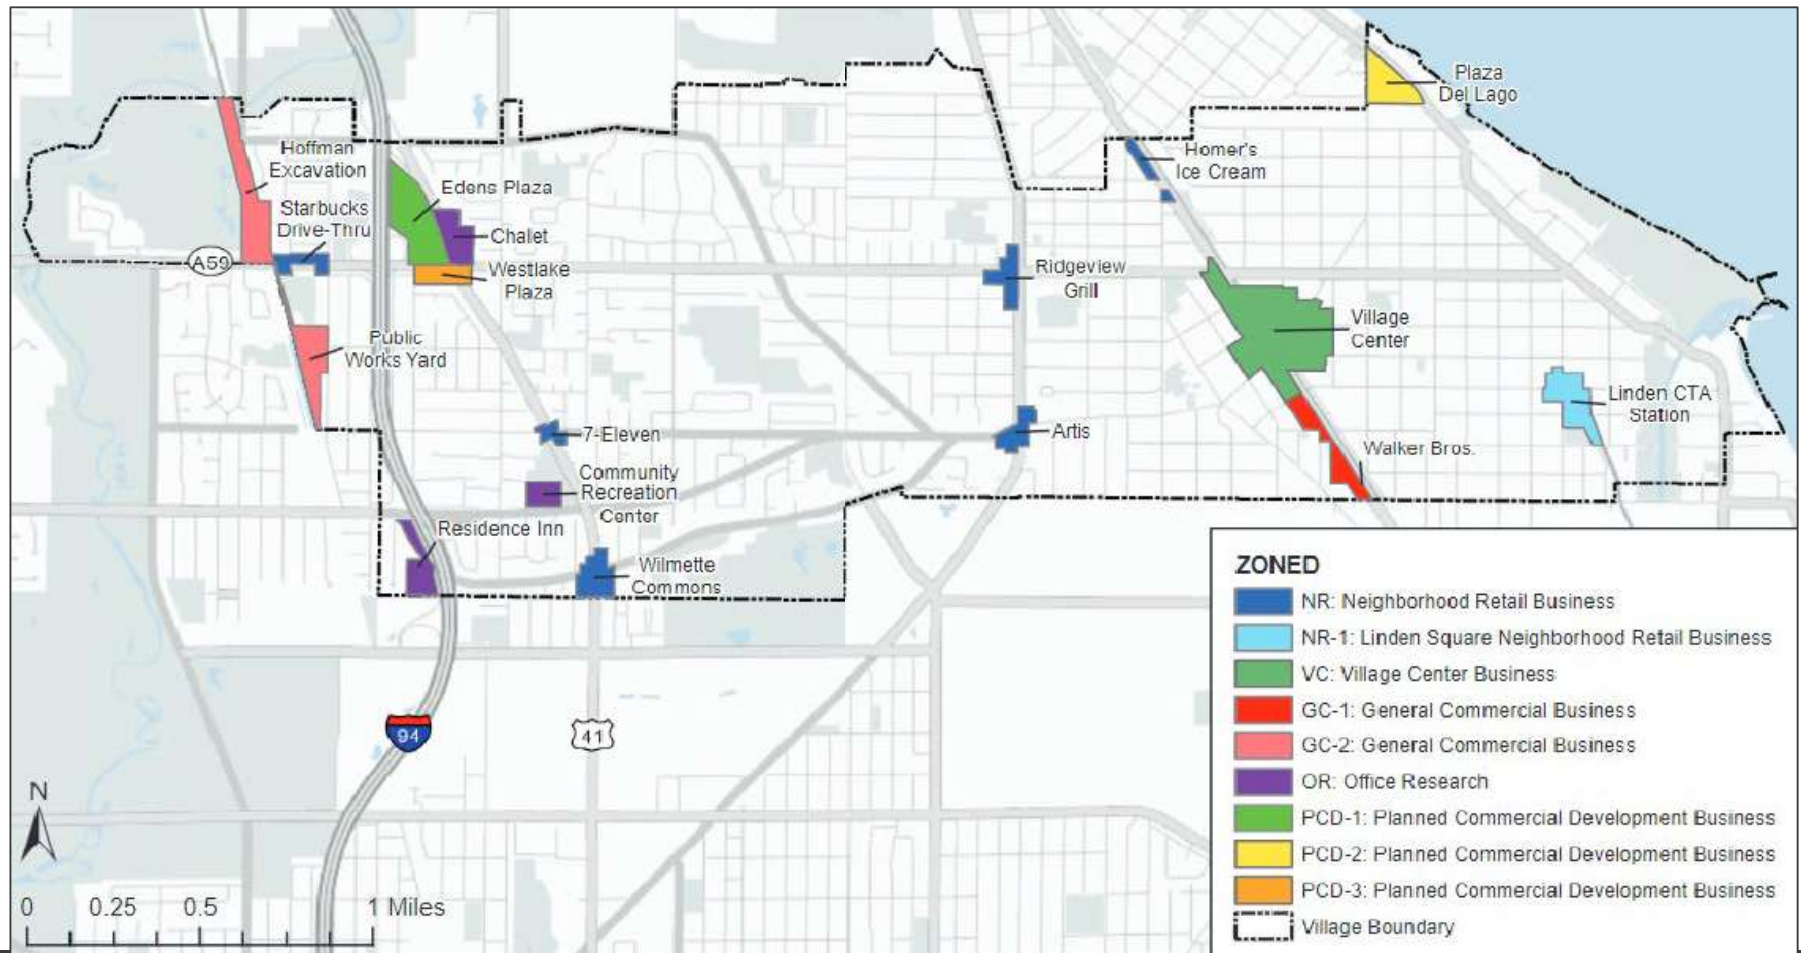 Plaza
Del Lago
Hoffman
Excavation
Homer's
Ice Cream
Edens Plaza
Starbucks
Drive-Thru
Chalet
A59
Westlake
Plaza
Ridgeview
Grill
Village
Center
Public
Works Yard
Linden CTA
Station
7-Eleven
Artis
Walker Bros.
Community
Recreation
Center
Residence Inn
Wilmette
Commons
94
41
N
0 0.25 0.5 1 Miles
ZONED
NR: Neighborhood Retail Business
NR-1: Linden Square Neighborhood Retail Business
VC: Village Center Business
GC-1: General Commercial Business
GC-2: General Commercial Business
OR: Office Research
PCD-1: Planned Commercial Development Business
PCD-2: Planned Commercial Development Business
PCD-3: Planned Commercial Development Business
Village Boundary